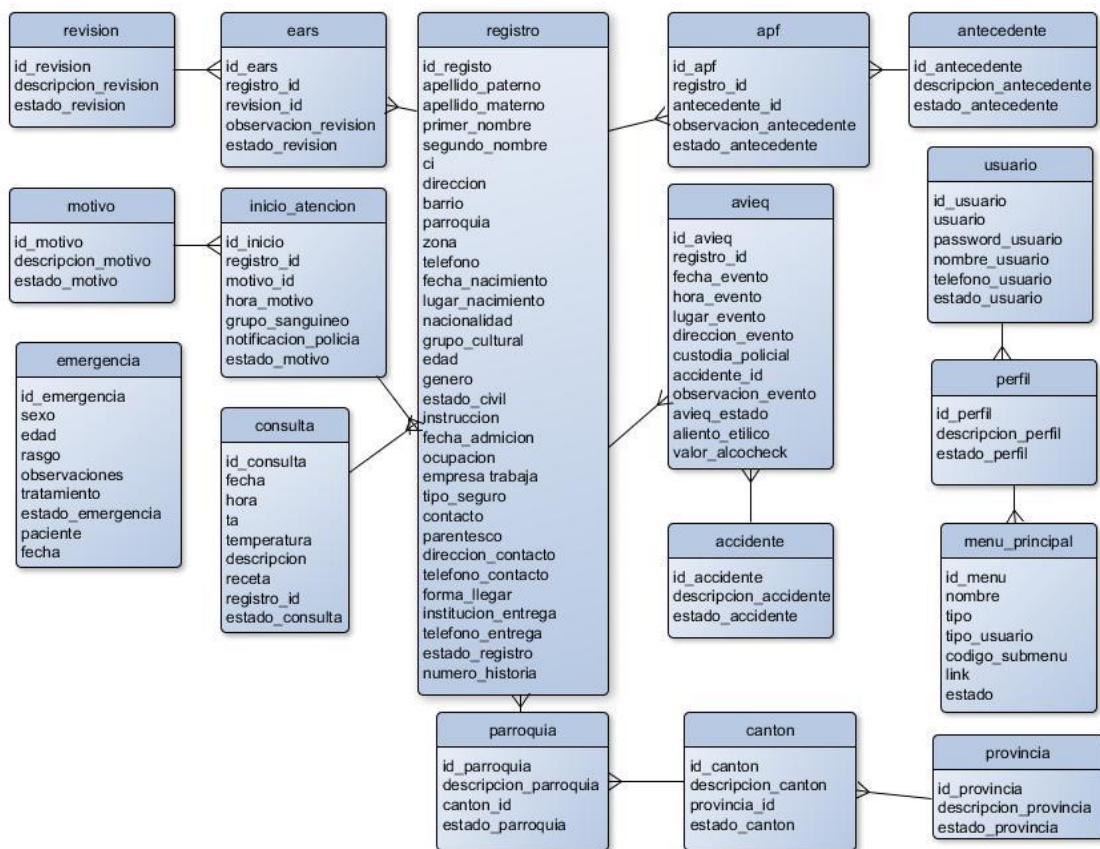 revision
id_revision
descripcion_revision
estado_revision
ears
id_ears
registro_id
revision_id
observacion_revision
estado_revision
registro
id_registo
apellido_paterno
apellido_materno
primer_nombre
segundo_nombre
ci
direccion
barrio
parroquia
zona
telefono
fecha_nacimiento
lugar_nacimiento
nacionalidad
grupo_cultural
edad
genero
estado_civil
instruccion
fecha_admicion
ocupacion
empresa trabaja
tipo_seguro
contacto
parentesco
direccion_contacto
telefono_contacto
forma_llegar
institucion_entrega
telefono_entrega
estado_registro
numero_historia
apf
id_apf
registro_id
antecedente_id
observacion_antecedente
estado_antecedente
antecedente
id_antecedente
descripcion_antecedente
estado_antecedente
motivo
id_motivo
descripcion_motivo
estado_motivo
inicio_atencion
id_inicio
registro_id
motivo_id
hora_motivo
grupo_sanguineo
notificacion_policia
estado_motivo
avieq
id_avieq
registro_id
fecha_evento
hora_evento
lugar_evento
direccion_evento
custodia_policial
accidente_id
observacion_evento
avieq_estado
aliento_etilico
valor_alcocheck
usuario
id_usuario
usuario
password_usuario
nombre_usuario
telefono_usuario
estado_usuario
emergencia
id_emergencia
sexo
edad
rasgo
observaciones
tratamiento
estado_emergencia
paciente
fecha
consulta
id_consulta
fecha
hora
ta
temperatura
descripcion
receta
registro_id
estado_consulta
perfil
id_perfil
descripcion_perfil
estado_perfil
accidente
id_accidente
descripcion_accidente
estado_accidente
menu_principal
id_menu
nombre
tipo
tipo_usuario
codigo_submenu
link
estado
parroquia
id_parroquia
descripcion_parroquia
canton_id
estado_parroquia
canton
id_canton
descripcion_canton
provincia_id
estado_canton
provincia
id_provincia
descripcion_provincia
estado_provincia